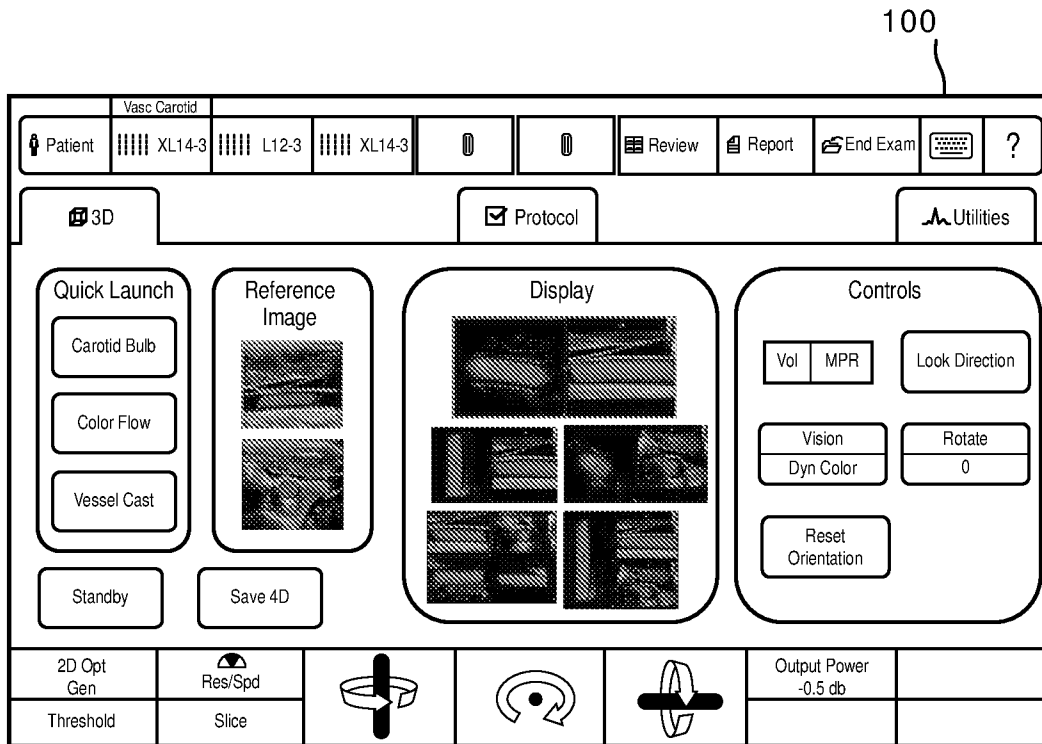 100
Vasc Carotid
Patient
XL14-3
L12-3
XL14-3
Review
Report
End Exam
?
3D
Protocol
Utilities
Quick Launch
Carotid Bulb
Color Flow
Vessel Cast
Reference
Image
Display
Controls
Vol
MPR
Look Direction
Vision
Dyn Color
Rotate
0
Reset
Orientation
Standby
Save 4D
2D Opt
Gen
Res/Spd
Output Power
-0.5 db
Threshold
Slice